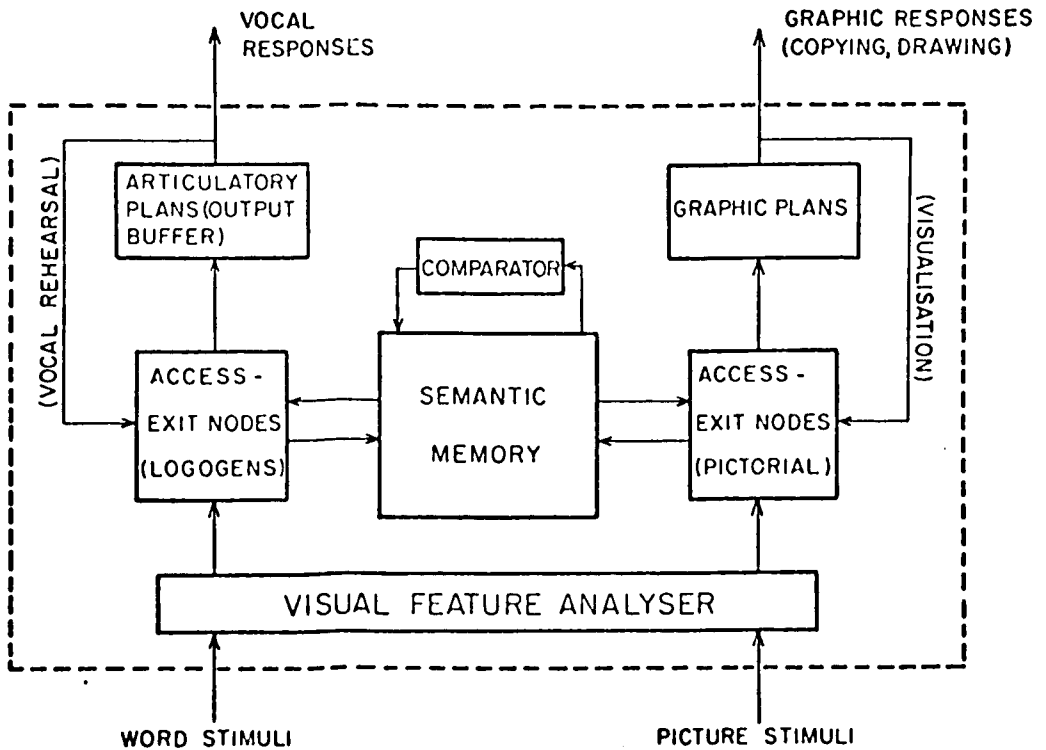 VOCAL
RESPONSES
GRAPHIC RESPONSES
(COPYING, DRAWING)
(VOCAL REHEARSAL)
ARTICULATORY
PLANS(OUTPUT
BUFFER)
GRAPHIC PLANS
(VISUALISATION)
COMPARATOR
ACCESS-
EXIT NODES
(LOGOGENS)
SEMANTIC
MEMORY
ACCESS-
EXIT NODES
(PICTORIAL)
VISUAL FEATURE ANALYSER
WORD STIMULI
PICTURE STIMULI